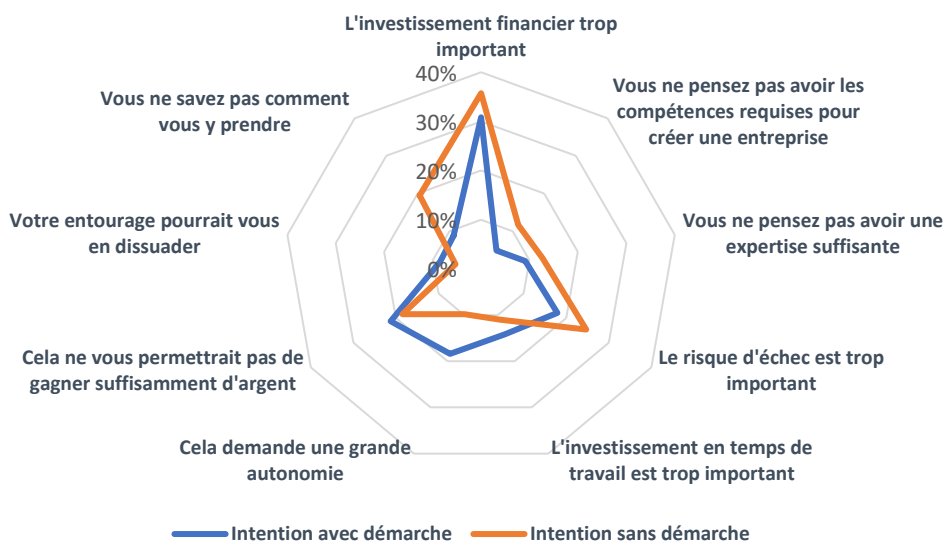 L'investissement financier trop
important
40%
30%
20%
10%
0%
Vous ne pensez pas avoir les
compétences requises pour
créer une entreprise
Vous ne pensez pas avoir une
expertise suffisante
Le risque d'échec est trop
important
L'investissement en temps de
travail est trop important
Cela demande une grande
autonomie
Cela ne vous permettrait pas de
gagner suffisamment d'argent
Votre entourage pourrait vous
en dissuader
Vous ne savez pas comment
vous y prendre
Intention avec démarche
Intention sans démarche